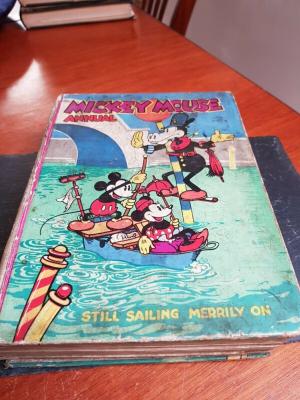 MICKEY MOUSE
ANNUAL
STILL SAILING MERRILY ON